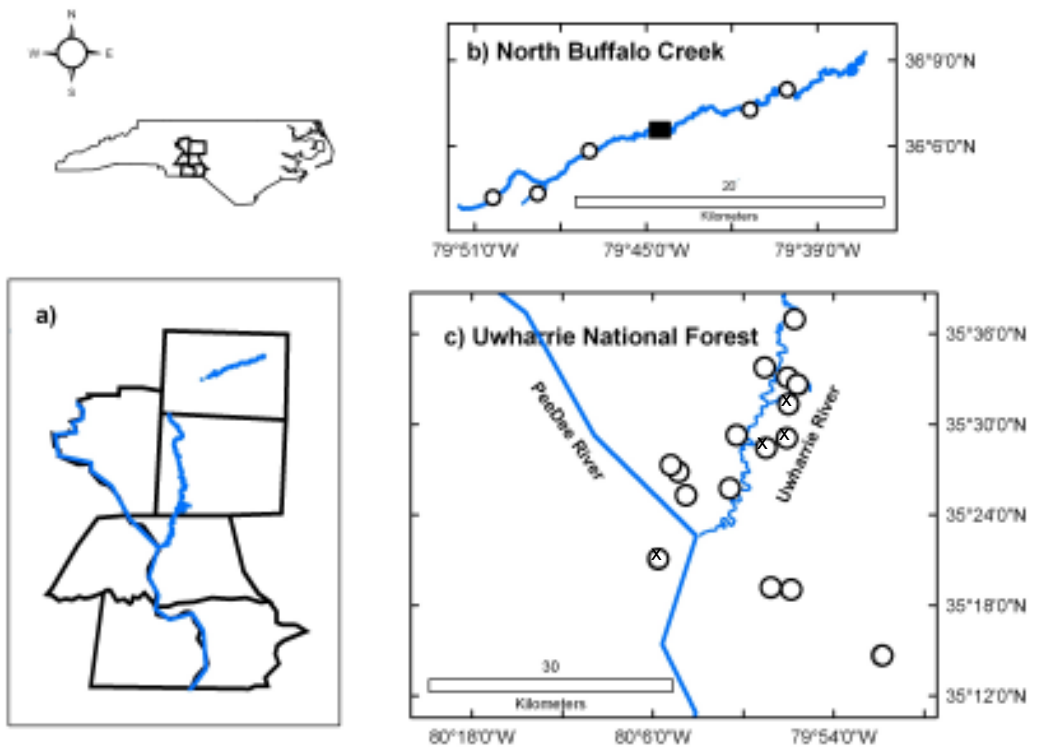 N
W
E
S
b) North Buffalo Creek
36°9'0"N
36°6'0"N
20
Kilometers
79°51'0"W
79°45'0"W
79°39'0"W
a)
c) Uwharrie National Forest
35°36'0"N
PeeDee River
Uwharrie River
x
35°30'0"N
x
x
35°24'0"N
x
35°18'0"N
30
Kilometers
35°12'0"N
80°18'0"W
80°6'0"W
79°54'0"W